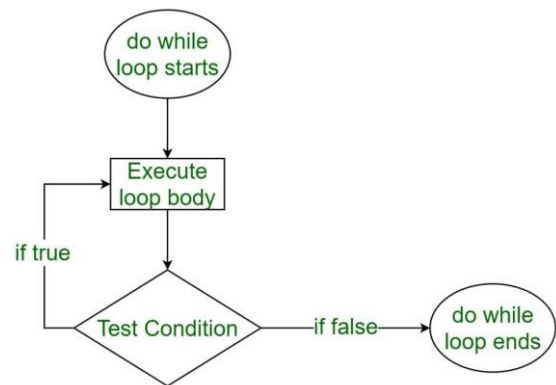 do while
loop starts
Execute
loop body
if true
Test Condition
if false
do while
loop ends